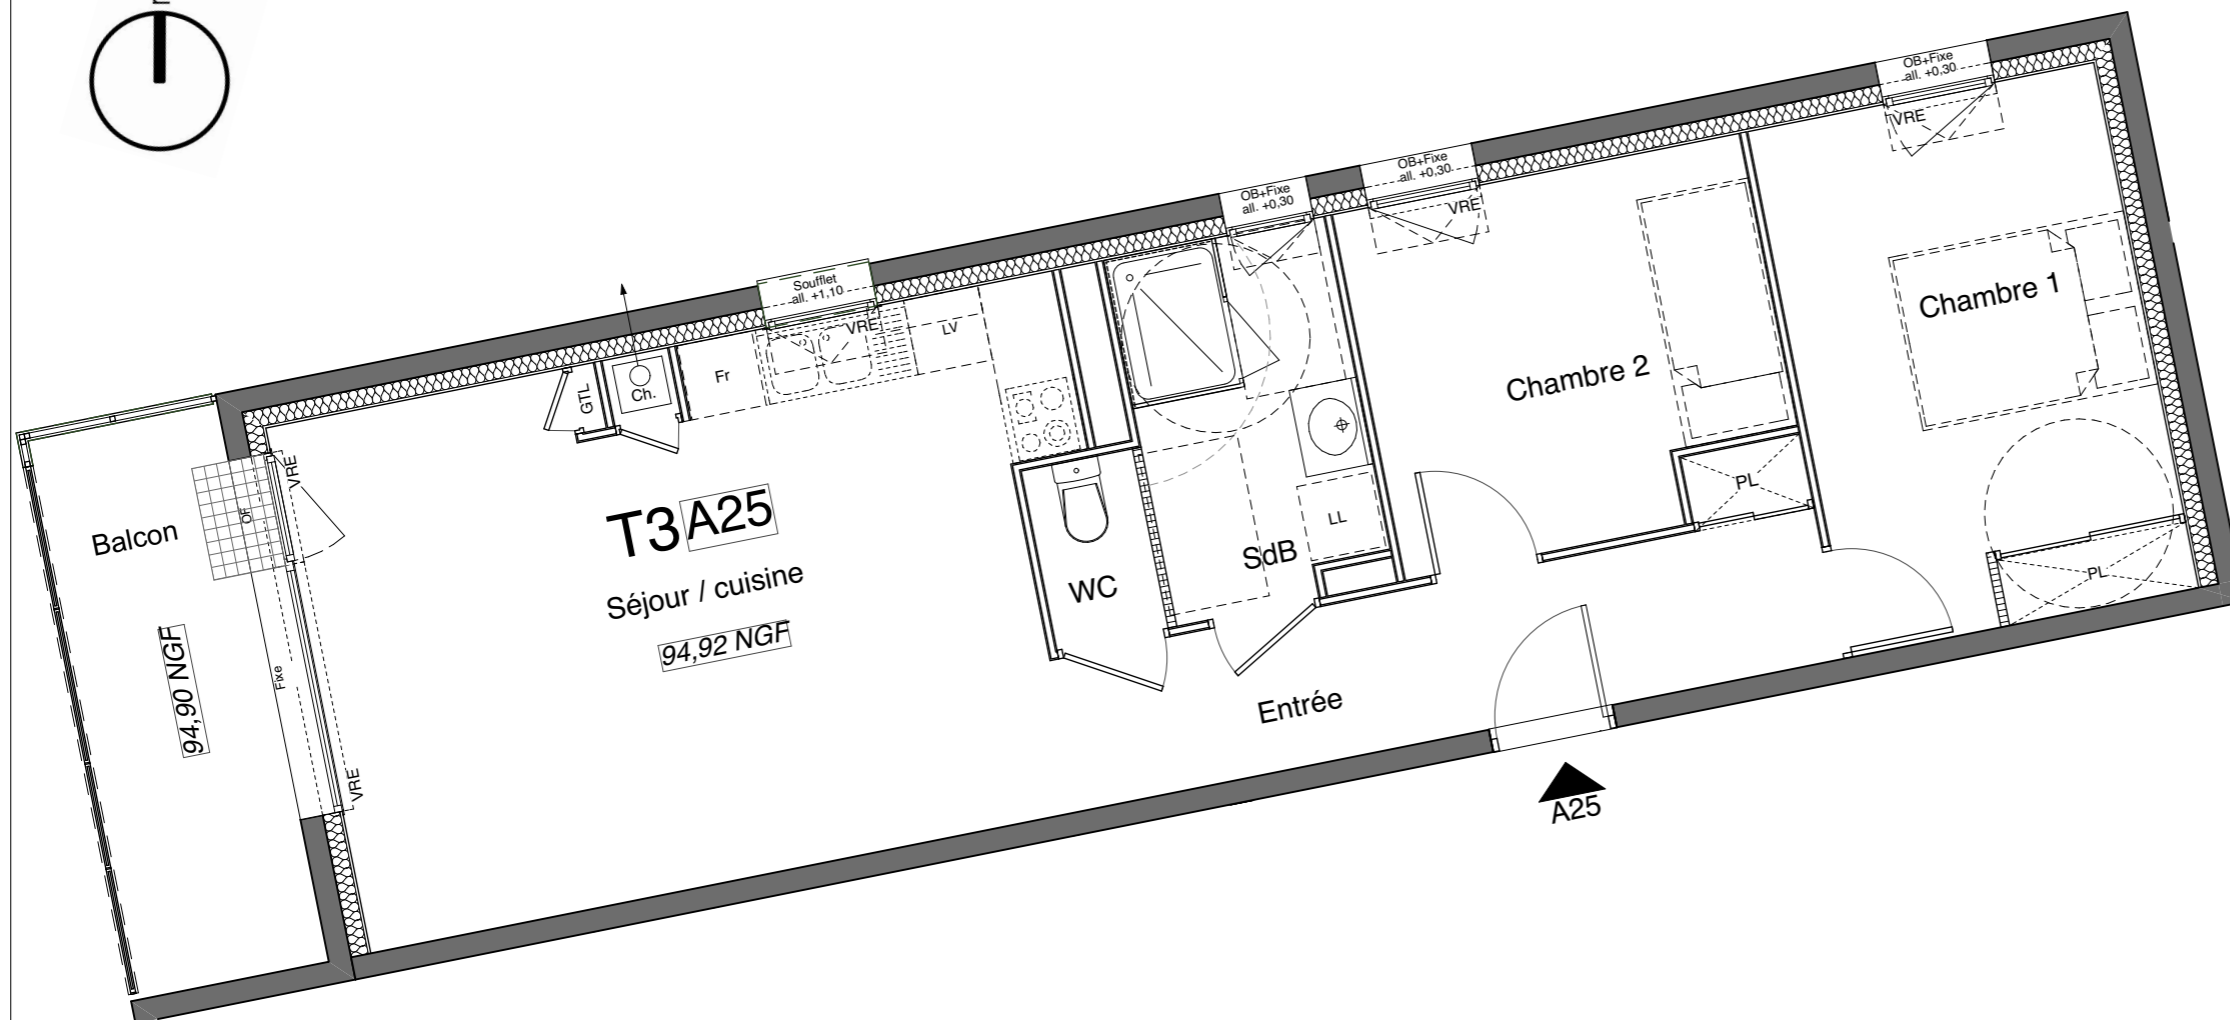 OB+Fixe
all. +0,30
VRE
OB+Fixe
all. +0,30
VRE
OB+Fixe
all. +0,30
Soufflet
all. +1,10
VRE
LV
Fr
Ch.
GTL
Chambre 1
Chambre 2
PL
PL
LL
SdB
WC
T3 A25
Séjour / cuisine
94,92 NGF
VRE
OF
Balcon
Fixe
94,90 NGF
VRE
Entrée
A25